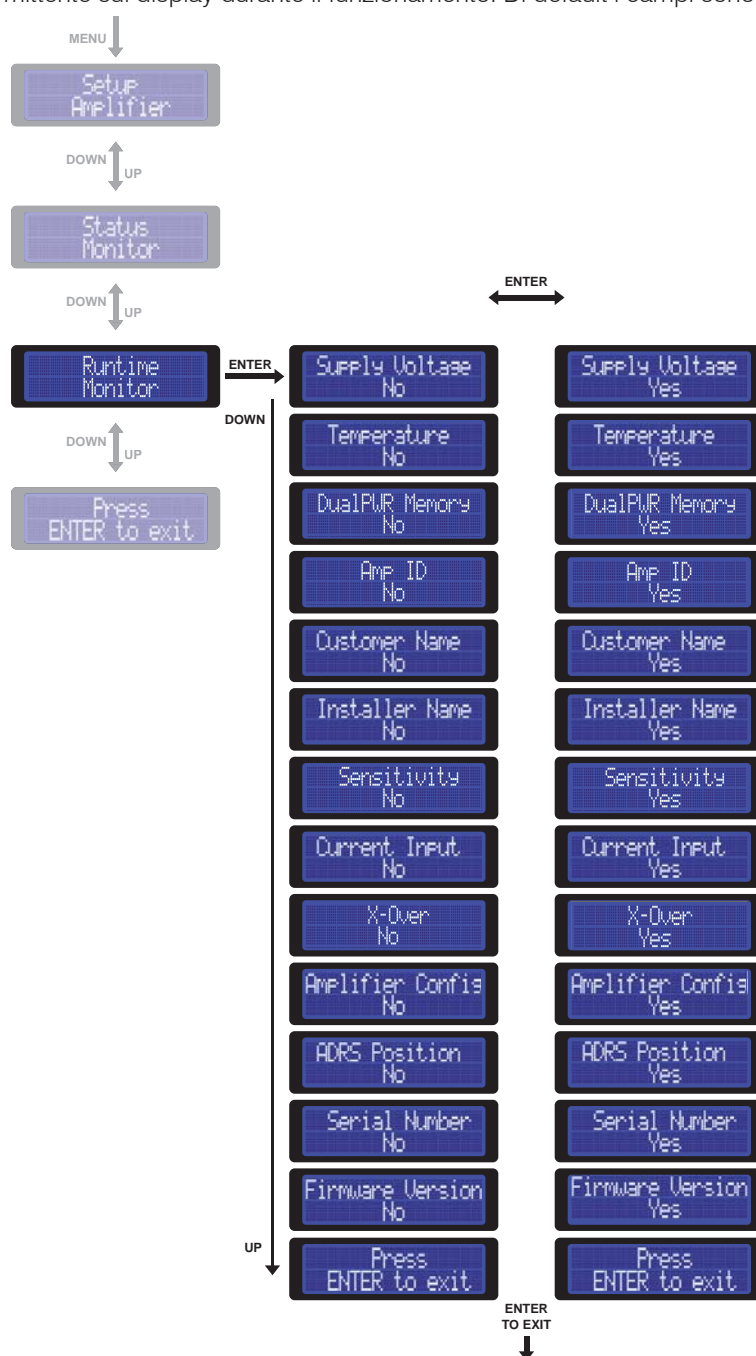 mittente sul display durante il funzionamento. Di default i campi sono
MENU
Setup
Amplifier
DOWN
UP
Status
Monitor
DOWN
UP
ENTER
Runtime
Monitor
ENTER
DOWN
Supply Voltage
No
Supply Voltage
Yes
DOWN
UP
Temperature
No
Temperature
Yes
Press
ENTER to exit
DualPWR Memory
No
DualPWR Memory
Yes
Amp ID
No
Amp ID
Yes
Customer Name
No
Customer Name
Yes
Installer Name
No
Installer Name
Yes
Sensitivity
No
Sensitivity
Yes
Current Input
No
Current Input
Yes
X-Over
No
X-Over
Yes
Amplifier Config
No
Amplifier Config
Yes
ADRS Position
No
ADRS Position
Yes
Serial Number
No
Serial Number
Yes
Firmware Version
No
Firmware Version
Yes
UP
Press
ENTER to exit
Press
ENTER to exit
ENTER
TO EXIT